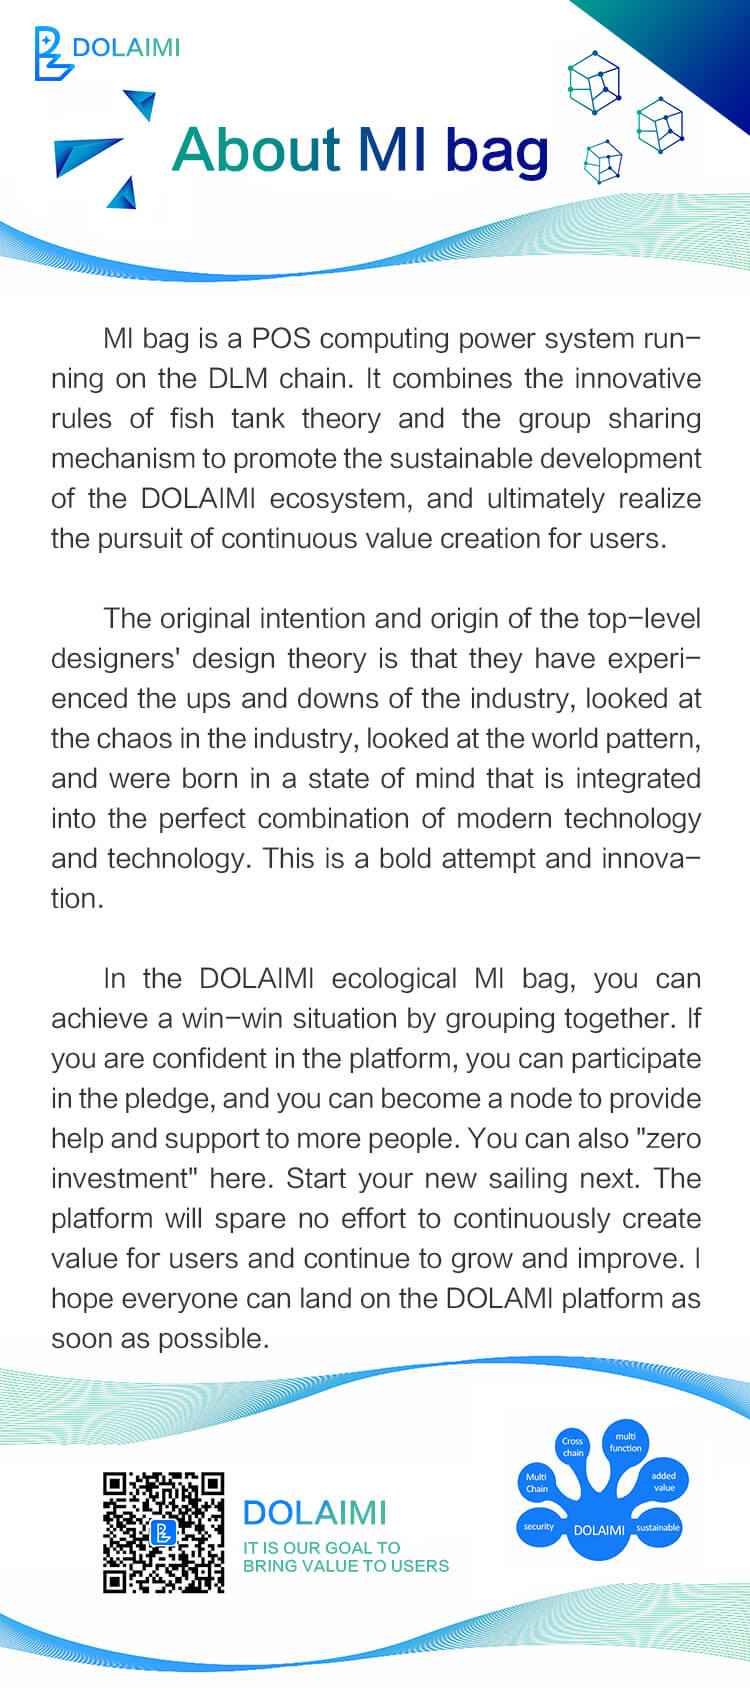 DOLAIMI
About MI bag
MI bag is a POS computing power system run-
ning on the DLM chain. It combines the innovative
rules of fish tank theory and the group sharing
mechanism to promote the sustainable development
of the DOLAIMI ecosystem, and ultimately realize
the pursuit of continuous value creation for users.
The original intention and origin of the top-level
designers' design theory is that they have experi-
enced the ups and downs of the industry, looked at
the chaos in the industry, looked at the world pattern,
and were born in a state of mind that is integrated
into the perfect combination of modern technology
and technology. This is a bold attempt and innova-
tion.
In the DOLAIMI ecological MI bag, you can
achieve a win-win situation by grouping together. If
you are confident in the platform, you can participate
in the pledge, and you can become a node to provide
help and support to more people. You can also "zero
investment" here. Start your new sailing next. The
platform will spare no effort to continuously create
value for users and continue to grow and improve. I
hope everyone can land on the DOLAMI platform as
soon as possible.
DOLAIMI
IT IS OUR GOAL TO
BRING VALUE TO USERS
security
Multi
Chain
Cross
chain
multi
function
added
value
sustainable
DOLAIMI